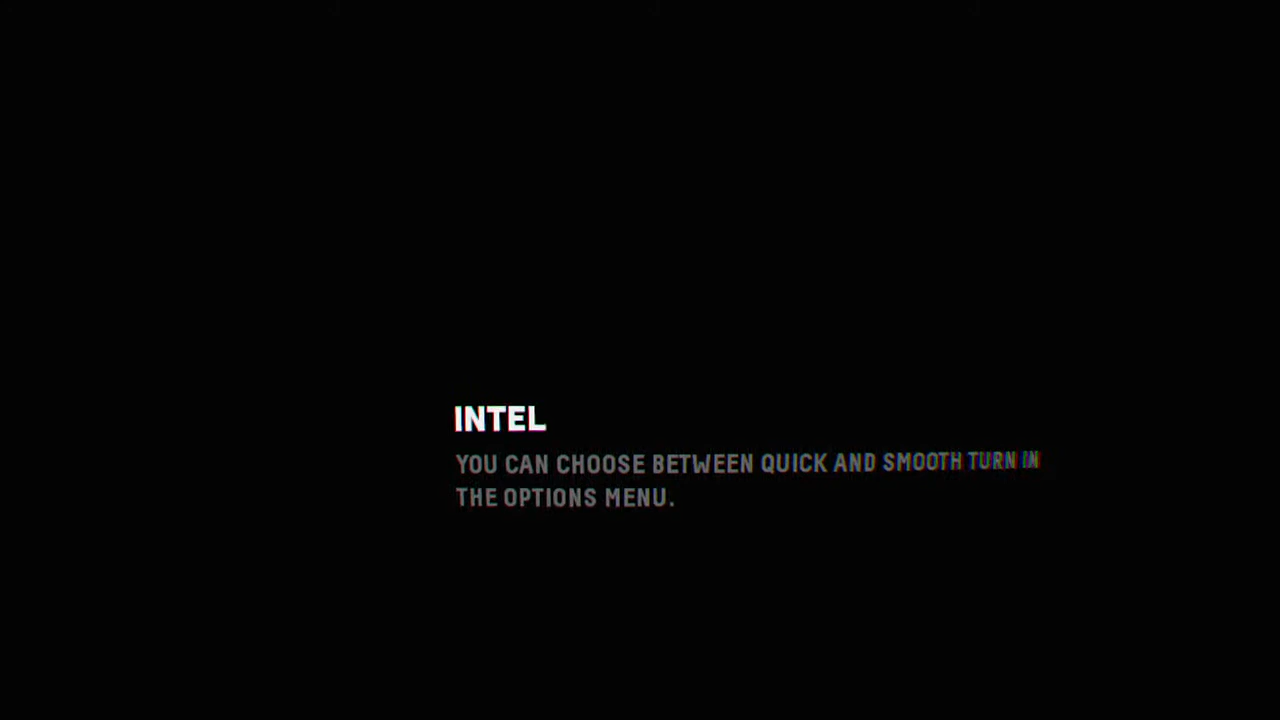 INTEL
YOU CAN CHOOSE BETWEEN QUICK AND SMOOTH TURN IN
THE OPTIONS MENU.